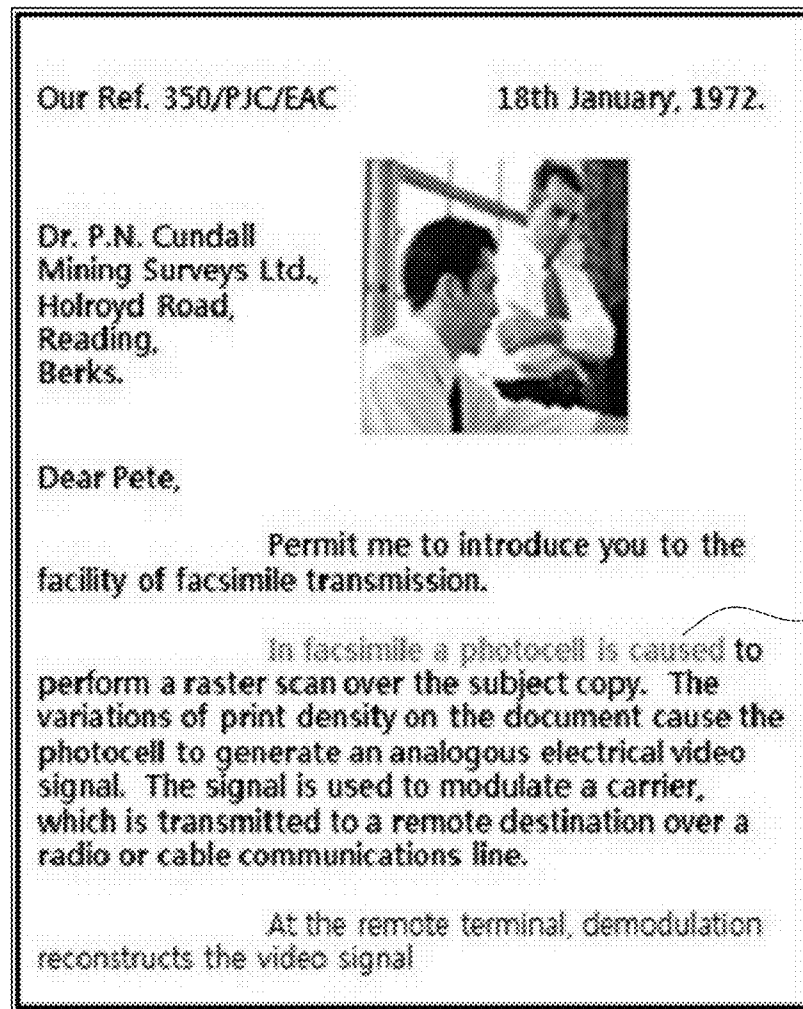 Our Ref. 350/PJC/EAC 18th January, 1972.
Dr. P.N. Cundall
Mining Surveys Ltd.,
Holroyd Road,
Reading,
Berks.
Dear Pete,
Permit me to introduce you to the
facility of facsimile transmission.
In facsimile a photocell is caused to
perform a raster scan over the subject copy. The
variations of print density on the document cause the
photocell to generate an analogous electrical video
signal. The signal is used to modulate a carrier,
which is transmitted to a remote destination over a
radio or cable communications line.
At the remote terminal, demodulation
reconstructs the video signal